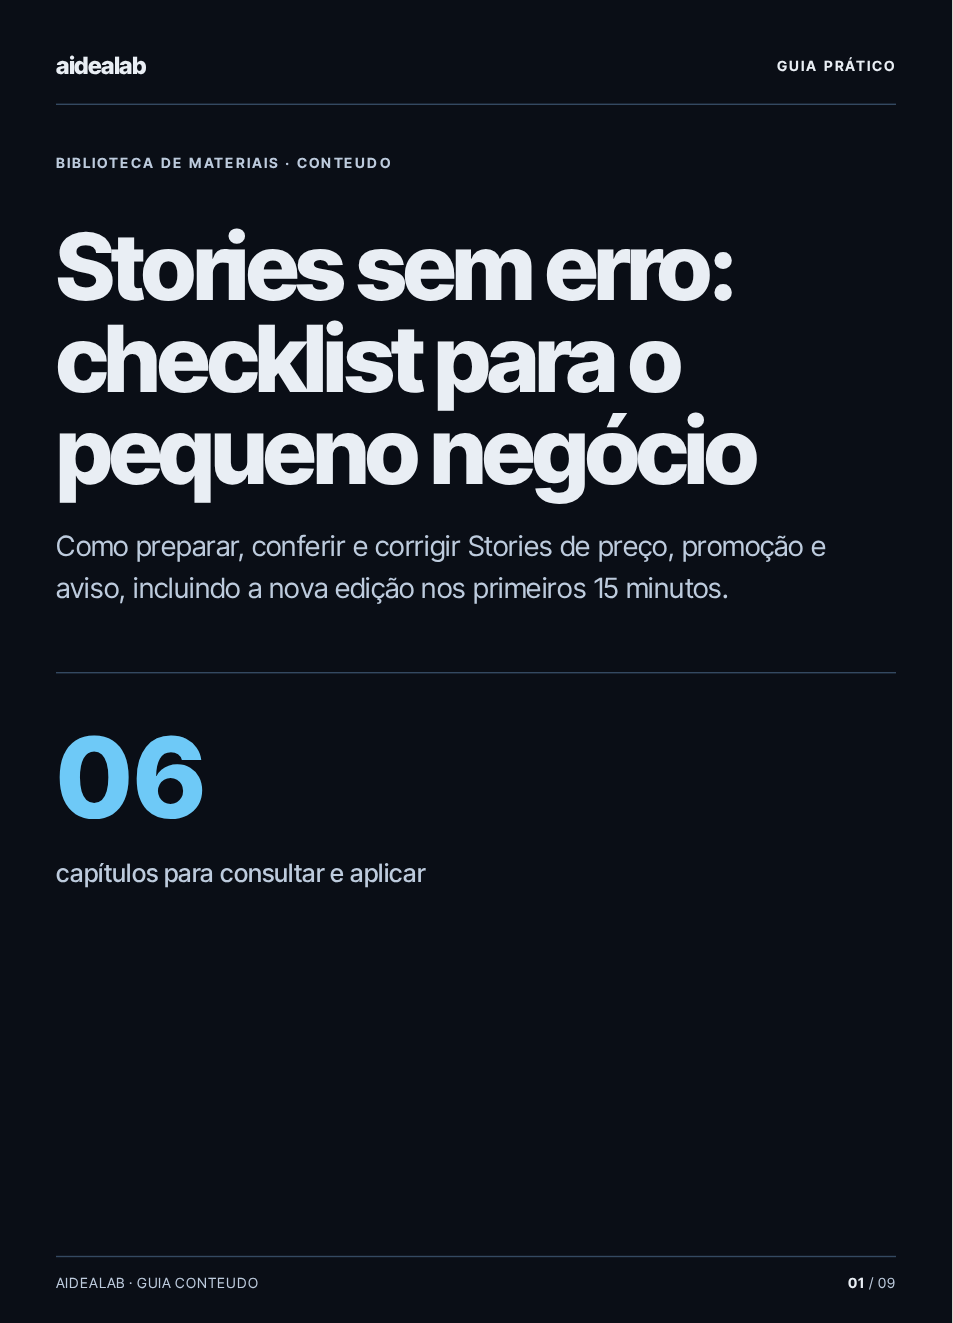 aidealab
GUIA PRÁTICO
BIBLIOTECA DE MATERIAIS · CONTEUDO
Stories sem erro:
checklist para o
pequeno negócio
Como preparar, conferir e corrigir Stories de preço, promoção e
aviso, incluindo a nova edição nos primeiros 15 minutos.
06
capítulos para consultar e aplicar
AIDEALAB · GUIA CONTEUDO
01 / 09